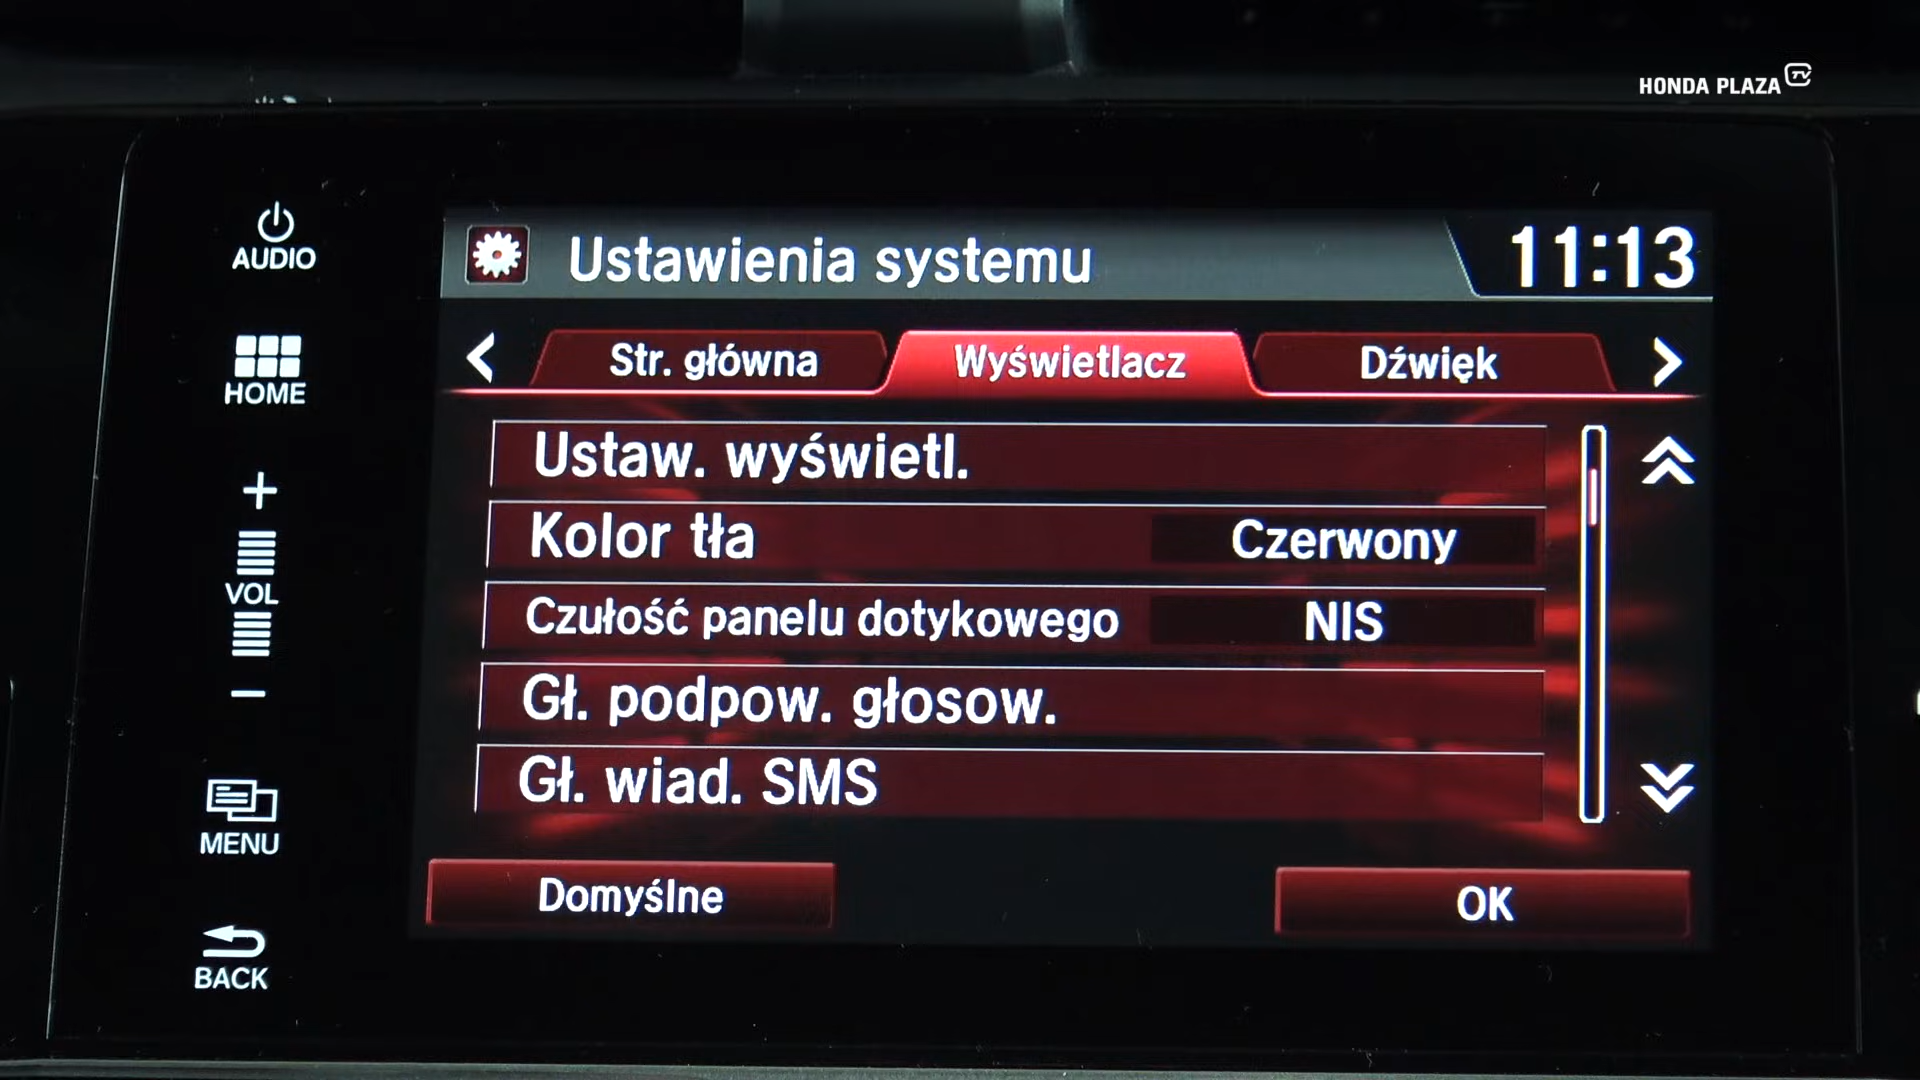 HONDA PLAZA TV
AUDIO
HOME
VOL
MENU
BACK
Ustawienia systemu
11:13
Str. główna
Wyświetlacz
Dźwięk
Ustaw. wyświetl.
Kolor tła
Czerwony
Czułość panelu dotykowego
NIS
Gł. podpow. głosow.
Gł. wiad. SMS
Domyślne
OK